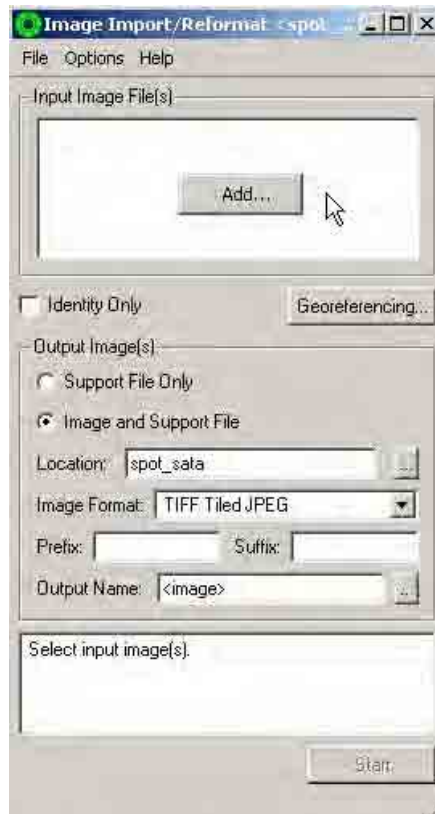 Image Import/Reformat <spot_
File Options Help
Input Image File(s)
Add...
Identity Only
Georeferencing...
Output Image(s)
Support File Only
Image and Support File
Location: spot_sata ...
Image Format: TIFF Tiled JPEG
Prefix: Suffix:
Output Name: <image> ...
Select input image(s).
Start